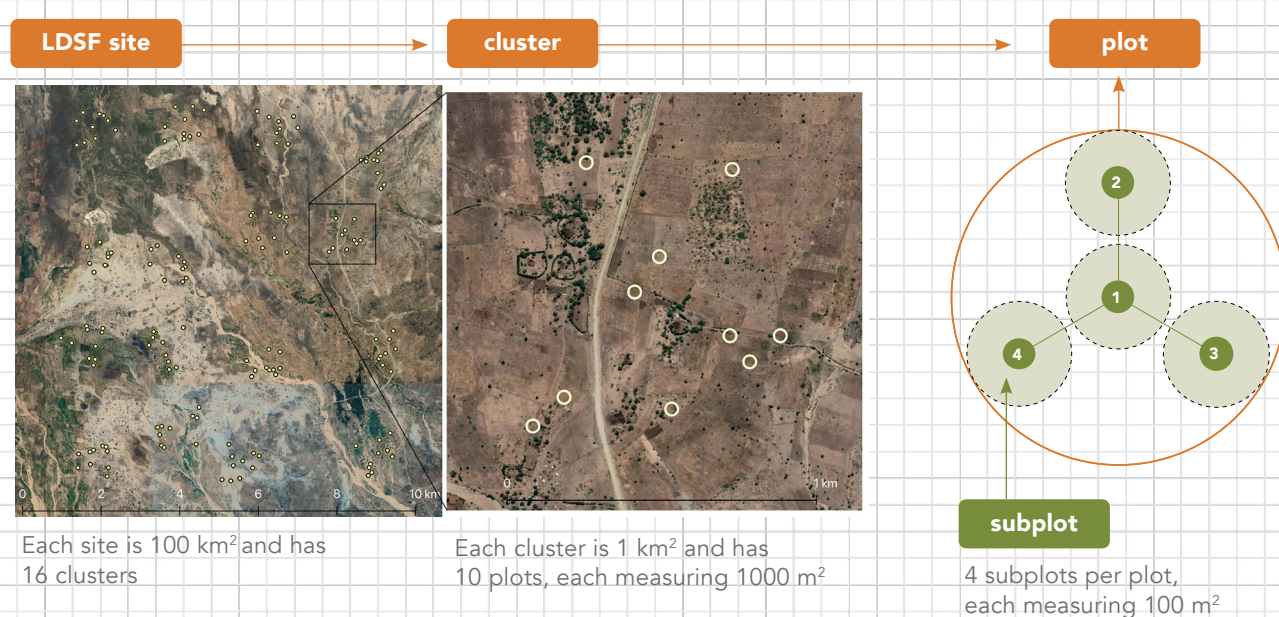 LDSF site
cluster
plot
2
1
4
3
0
2
4
6
8
10 km
0
1 km
subplot
Each site is 100 km² and has
16 clusters
Each cluster is 1 km² and has
10 plots, each measuring 1000 m²
4 subplots per plot,
each measuring 100 m²